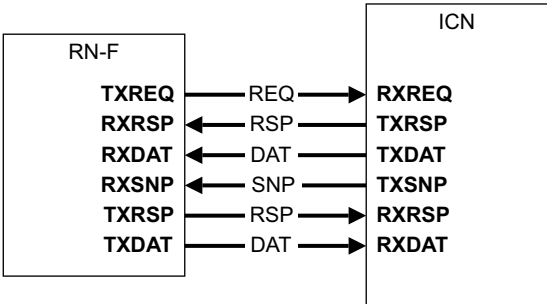 ICN
RN-F
TXREQ REQ RXREQ
RXRSP RSP TXRSP
RXDAT DAT TXDAT
RXSNP SNP TXSNP
TXRSP RSP RXRSP
TXDAT DAT RXDAT